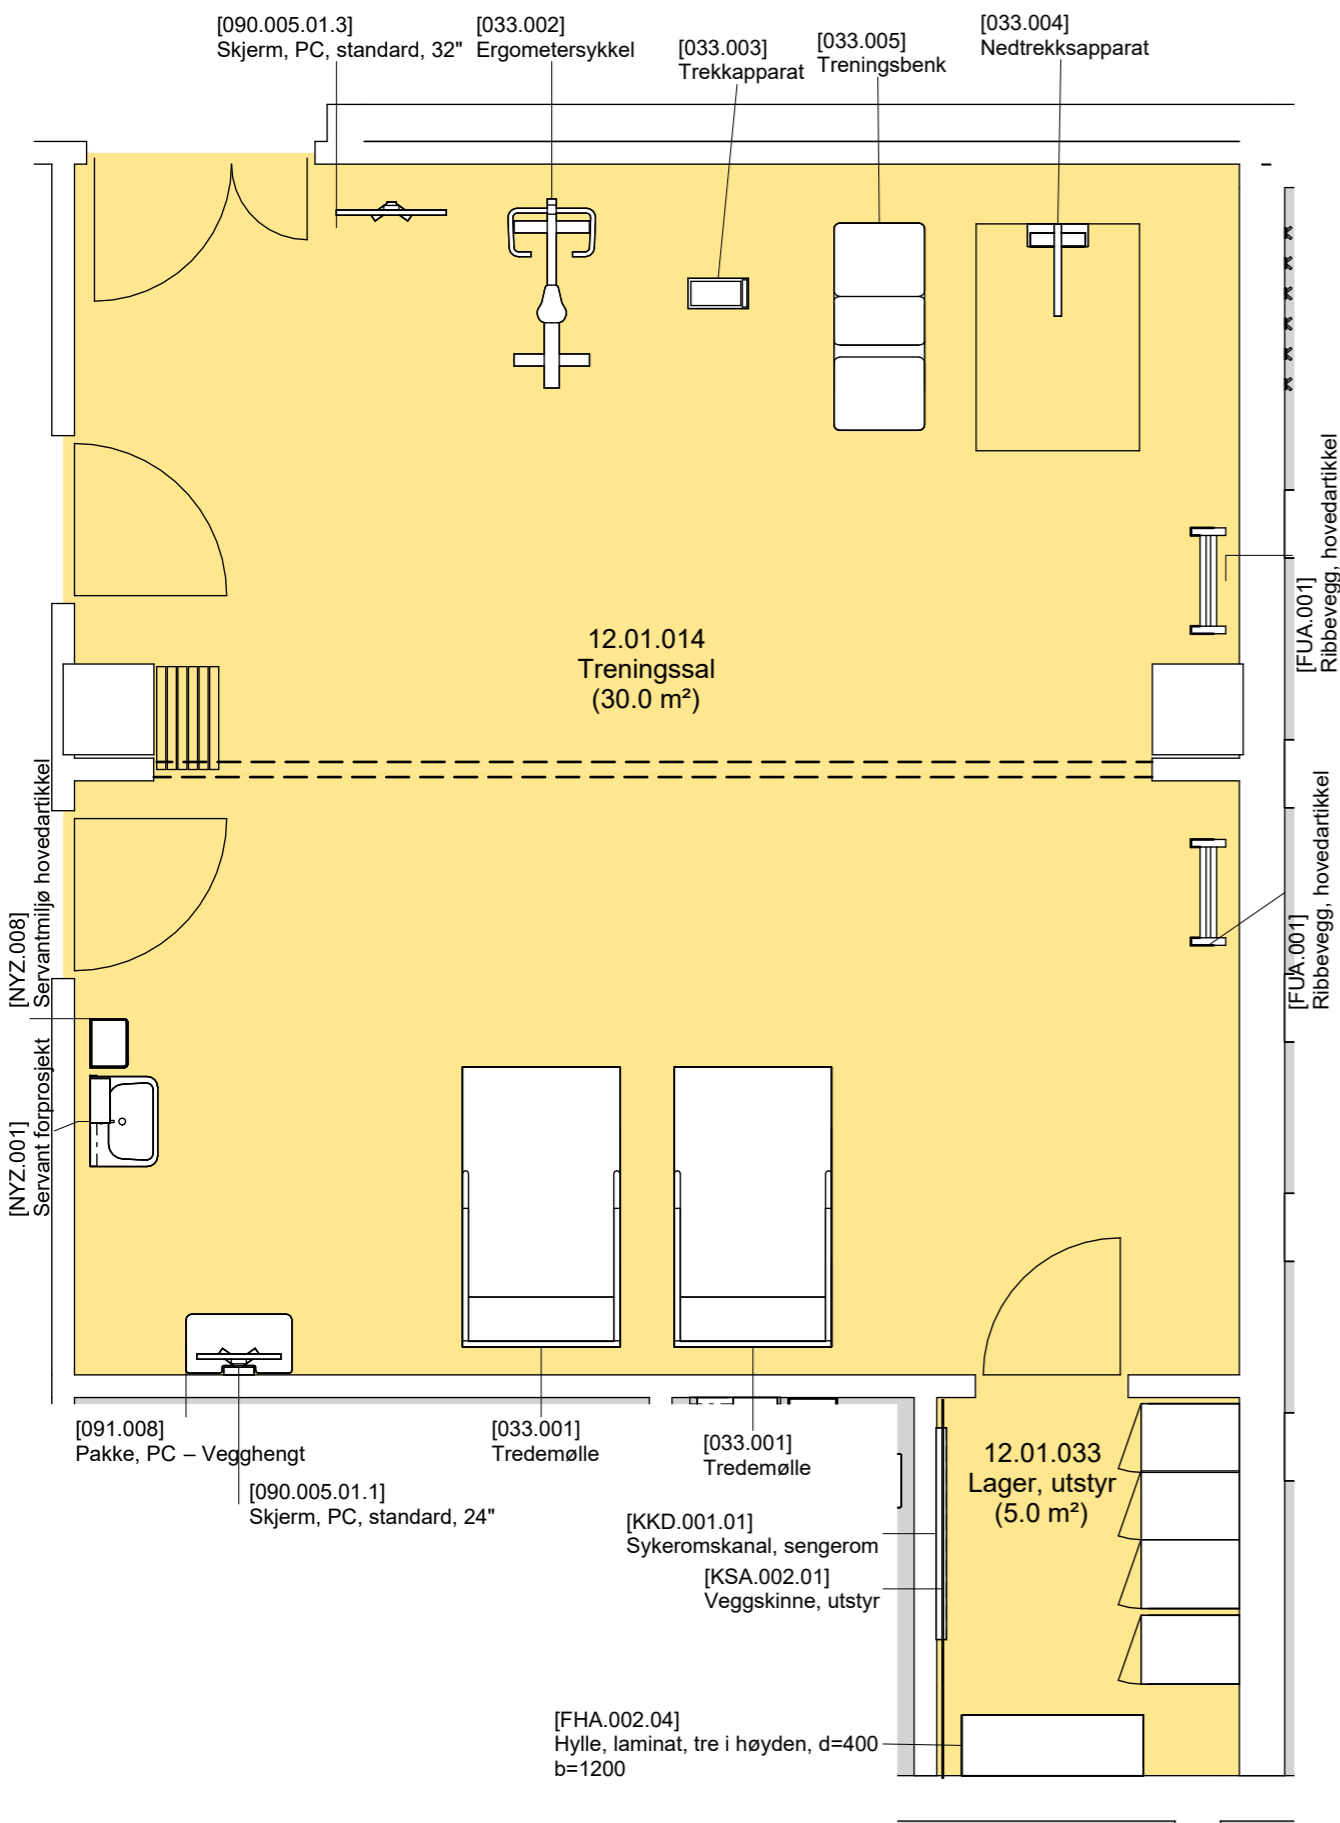 [090.005.01.3]
Skjerm, PC, standard, 32"
[033.002]
Ergometersykkel
[033.003]
Trekkapparat
[033.005]
Treningsbenk
[033.004]
Nedtrekksapparat
[FUA.001]
Ribbevegg, hovedartikkel
12.01.014
Treningssal
(30.0 m²)
[NYZ.008]
Servantmiljø hovedartikkel
[FUA.001]
Ribbevegg, hovedartikkel
[NYZ.001]
Servant forprosjekt
[091.008]
Pakke, PC – Vegghengt
[090.005.01.1]
Skjerm, PC, standard, 24"
[033.001]
Tredemølle
[033.001]
Tredemølle
12.01.033
Lager, utstyr
(5.0 m²)
[KKD.001.01]
Sykeromskanal, sengerom
[KSA.002.01]
Veggskinne, utstyr
[FHA.002.04]
Hylle, laminat, tre i høyden, d=400
b=1200